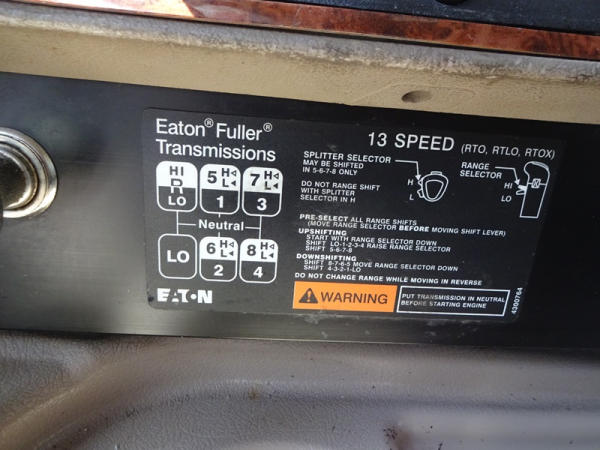 Eaton® Fuller®
Transmissions
13 SPEED (RTO, RTLO, RTOX)
SPLITTER SELECTOR
MAY BE SHIFTED
IN 5-6-7-8 ONLY
H
L
RANGE
SELECTOR
HI
LO
DO NOT RANGE SHIFT
WITH SPLITTER
SELECTOR IN H
HI
R
LO
5 H
L
1
7 H
L
3
Neutral
LO
6 H
L
2
8 H
L
4
PRE-SELECT ALL RANGE SHIFTS
(MOVE RANGE SELECTOR BEFORE MOVING SHIFT LEVER)
UPSHIFTING
START WITH RANGE SELECTOR DOWN
SHIFT LO-1-2-3-4 RAISE RANGE SELECTOR
SHIFT 5-6-7-8
DOWNSHIFTING
SHIFT 8-7-6-5 MOVE RANGE SELECTOR DOWN
SHIFT 4-3-2-1-LO
DO NOT CHANGE RANGE WHILE MOVING IN REVERSE
EATON
WARNING
PUT TRANSMISSION IN NEUTRAL
BEFORE STARTING ENGINE
4300764